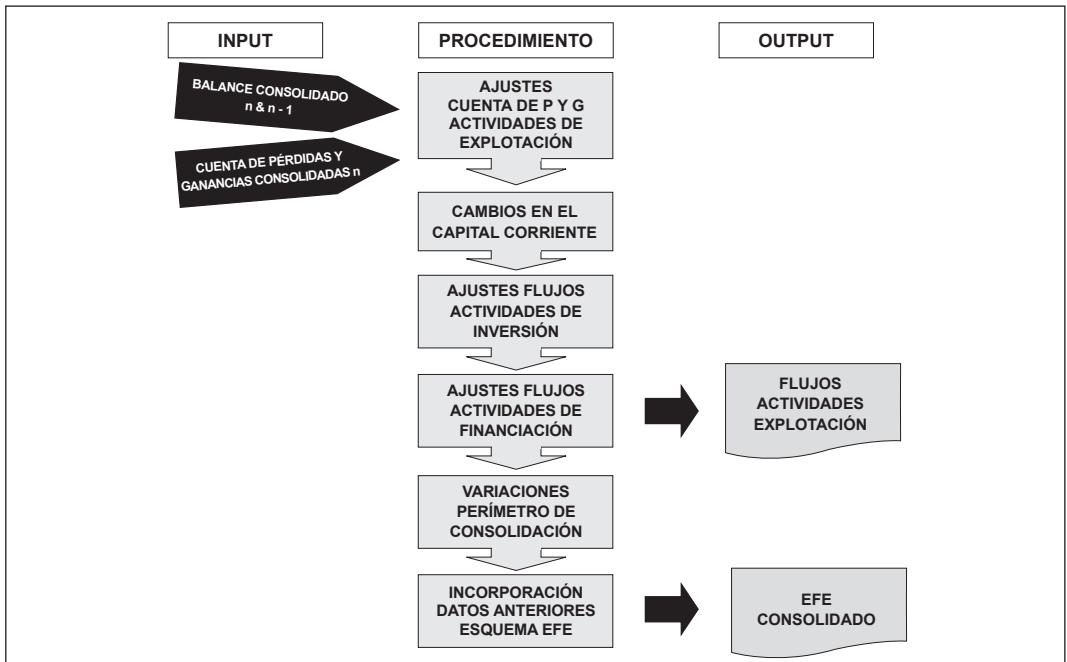 INPUT
PROCEDIMIENTO
OUTPUT
BALANCE CONSOLIDADO
n & n - 1
CUENTA DE PÉRDIDAS Y
GANANCIAS CONSOLIDADAS n
AJUSTES
CUENTA DE P Y G
ACTIVIDADES DE
EXPLOTACIÓN
CAMBIOS EN EL
CAPITAL CORRIENTE
AJUSTES FLUJOS
ACTIVIDADES DE
INVERSIÓN
AJUSTES FLUJOS
ACTIVIDADES DE
FINANCIACIÓN
FLUJOS
ACTIVIDADES
EXPLOTACIÓN
VARIACIONES
PERÍMETRO DE
CONSOLIDACIÓN
INCORPORACIÓN
DATOS ANTERIORES
ESQUEMA EFE
EFE
CONSOLIDADO